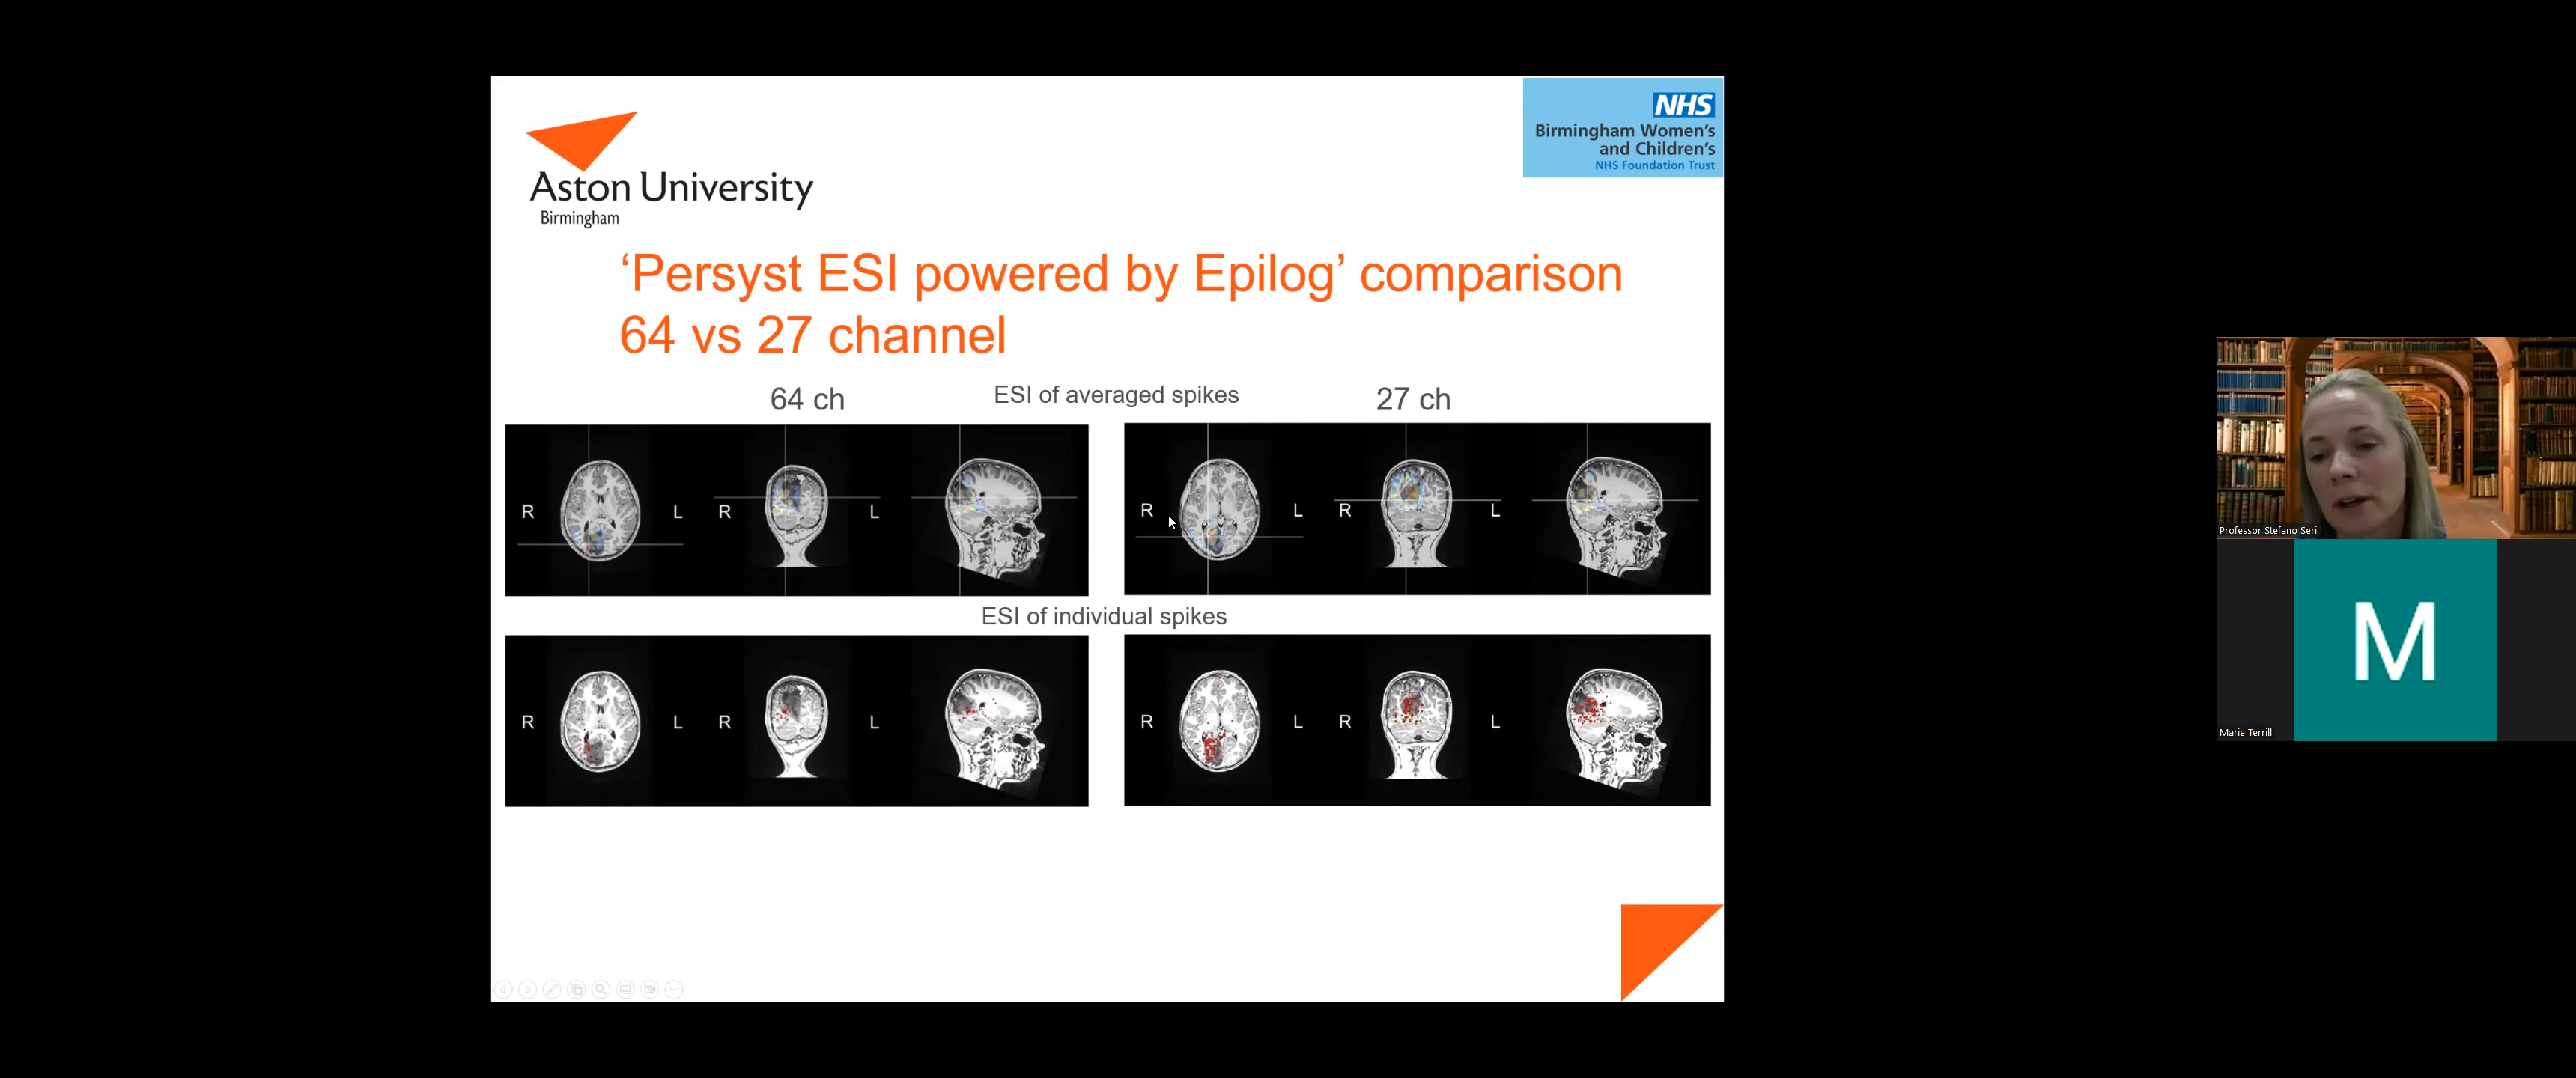 Aston University
Birmingham
NHS
Birmingham Women's
and Children's
NHS Foundation Trust
‘Persyst ESI powered by Epilog’ comparison
64 vs 27 channel
64 ch
ESI of averaged spikes
27 ch
R L R L
R L R L
ESI of individual spikes
R L R L
R L R L
Professor Stefano Seri
M
Marie Terrill